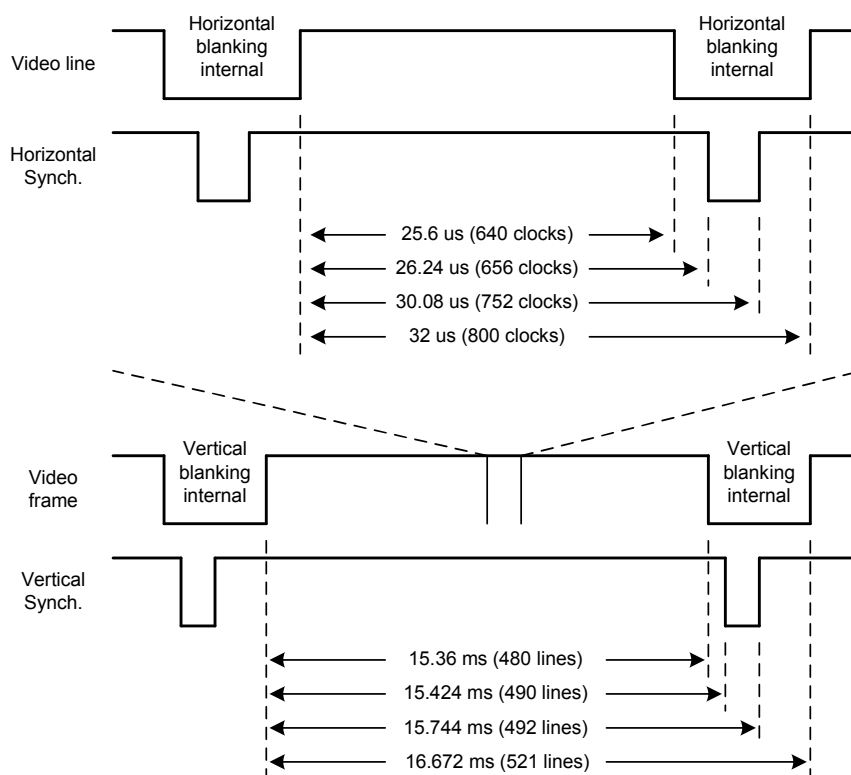 Horizontal
blanking
internal
Horizontal
blanking
internal
Video line
Horizontal
Synch.
25.6 us (640 clocks)
26.24 us (656 clocks)
30.08 us (752 clocks)
32 us (800 clocks)
Vertical
blanking
internal
Vertical
blanking
internal
Video
frame
Vertical
Synch.
15.36 ms (480 lines)
15.424 ms (490 lines)
15.744 ms (492 lines)
16.672 ms (521 lines)